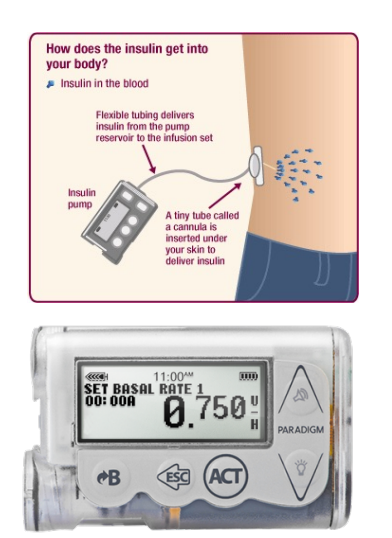 How does the insulin get into
your body?
Insulin in the blood
Flexible tubing delivers
insulin from the pump
reservoir to the infusion set
Insulin
pump
A tiny tube called
a cannula is
inserted under
your skin to
deliver insulin
11:00AM
SET BASAL RATE 1
00:00A
0.750 U/H
PARADIGM
B
ESC
ACT